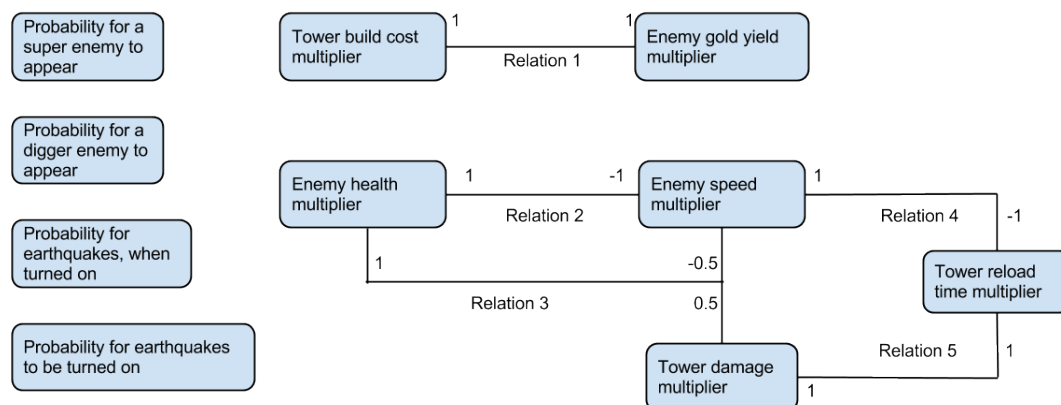 Probability for a
super enemy to
appear
Tower build cost
multiplier
1
1
Relation 1
Enemy gold yield
multiplier
Probability for a
digger enemy to
appear
Enemy health
multiplier
1
-1
Relation 2
Enemy speed
multiplier
1
Relation 4
-1
Probability for
earthquakes, when
turned on
1
-0.5
Relation 3
0.5
Tower reload
time multiplier
Probability for earthquakes
to be turned on
Tower damage
multiplier
Relation 5
1
1